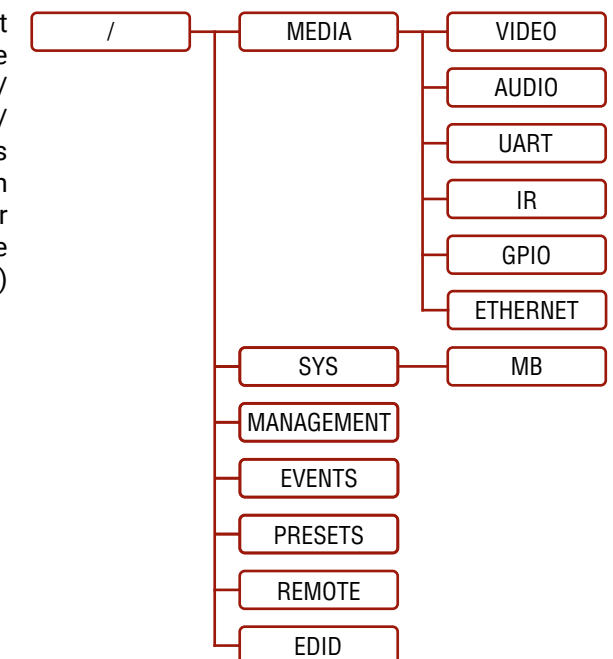 t
e
/
/
s
n
r
e
)
/ MEDIA VIDEO
AUDIO
UART
IR
GPIO
ETHERNET
SYS MB
MANAGEMENT
EVENTS
PRESETS
REMOTE
EDID